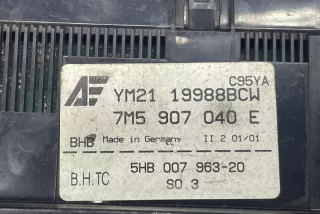 C95YA
AF YM21 19988BCW
7M5 907 040 E
BHB Made in Germany II 2 01/01
5HB 007 963-20
B.H.TC SO.3